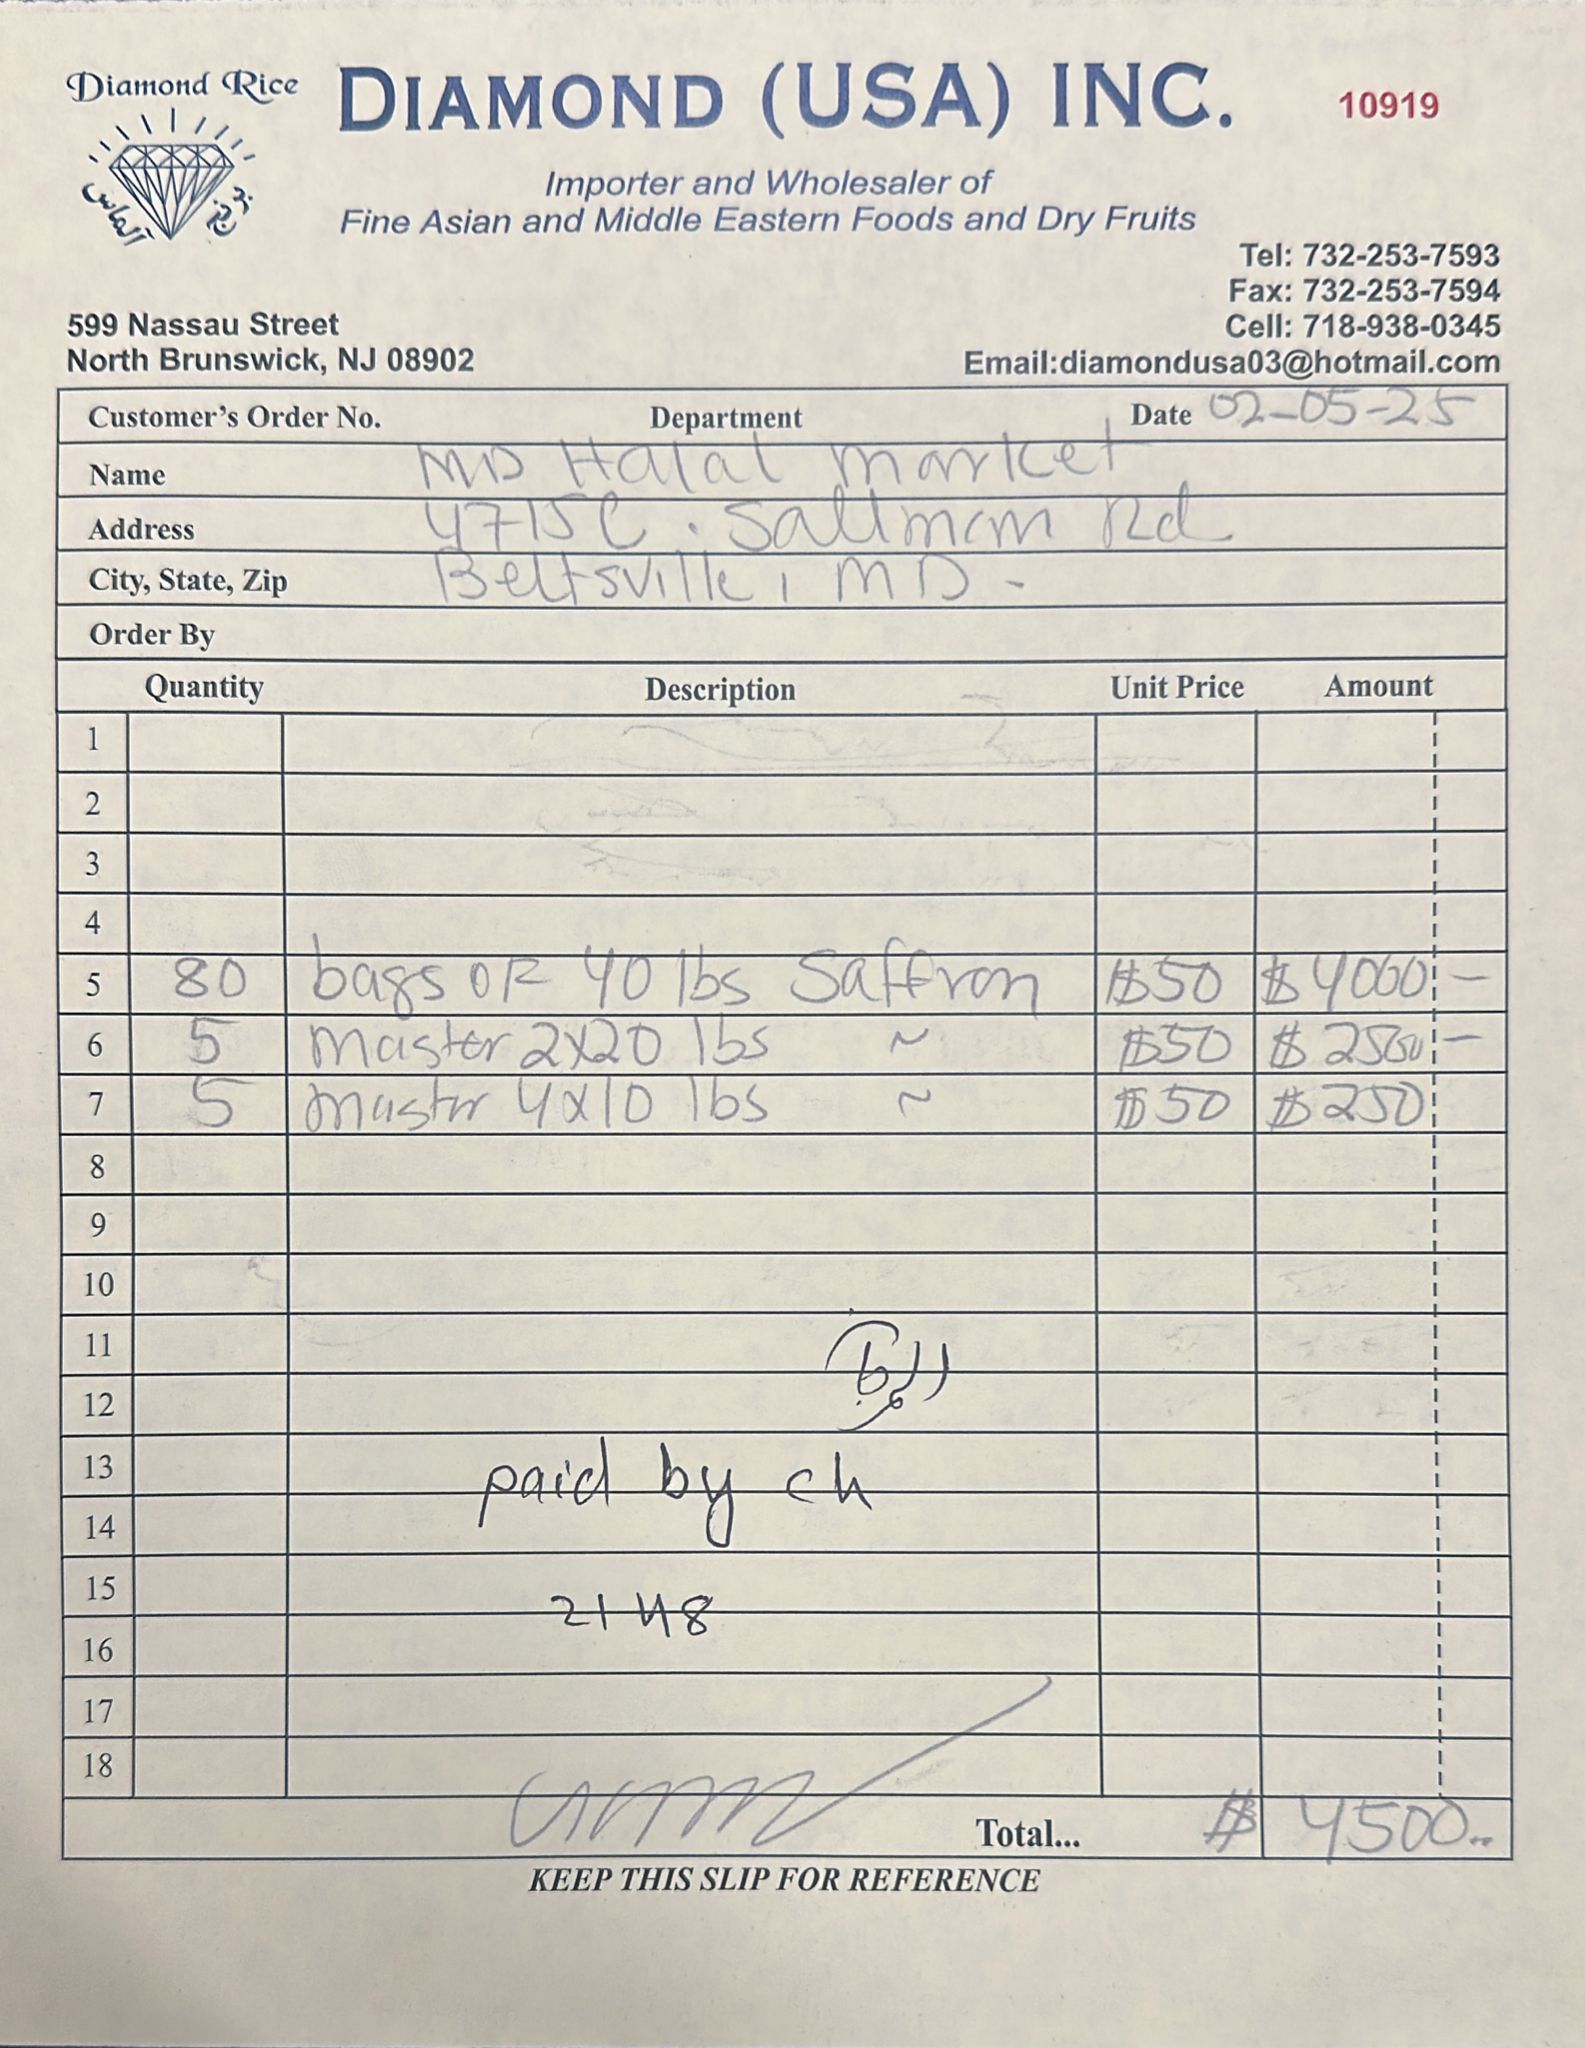 Diamond Rice
DIAMOND (USA) INC.
10919
Importer and Wholesaler of
Fine Asian and Middle Eastern Foods and Dry Fruits
Tel: 732-253-7593
Fax: 732-253-7594
Cell: 718-938-0345
Email:diamondusa03@hotmail.com
599 Nassau Street
North Brunswick, NJ 08902
Customer's Order No. Department Date 02-05-25
Name MD Halal Market
Address 4715C. Sallmam Rd
City, State, Zip Beltsville, MD -
Order By
Quantity Description Unit Price Amount
1
2
3
4
5 80 bags OF 40 lbs Saffron $50 $4000 -
6 5 Master 2x20 lbs ~ $50 $250 -
7 5 Master 4x10 lbs ~ $50 $250
8
9
10
11
12
13 paid by ch
14
15 2148
16
17
18
Total... $ 4500
KEEP THIS SLIP FOR REFERENCE